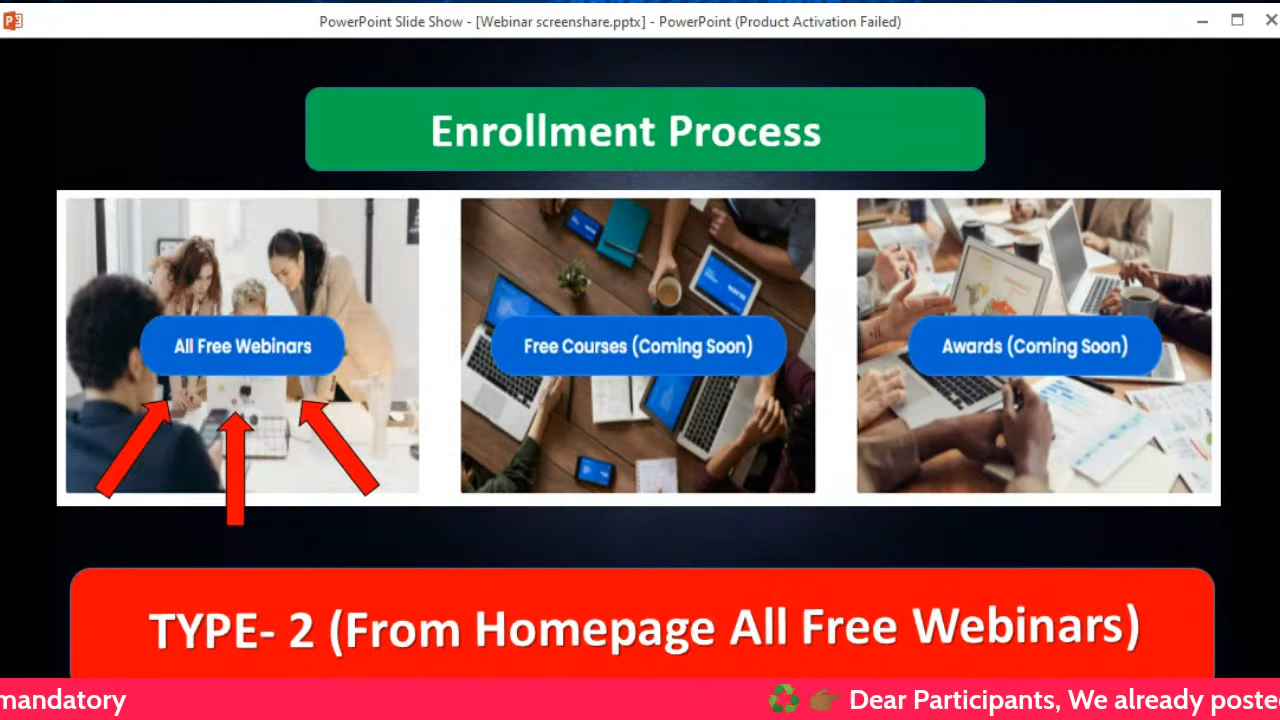 PowerPoint Slide Show - [Webinar screenshare.pptx] - PowerPoint (Product Activation Failed)
Enrollment Process
All Free Webinars
Free Courses (Coming Soon)
Awards (Coming Soon)
TYPE- 2 (From Homepage All Free Webinars)
mandatory
♻️ 👉🏾 Dear Participants, We already poste